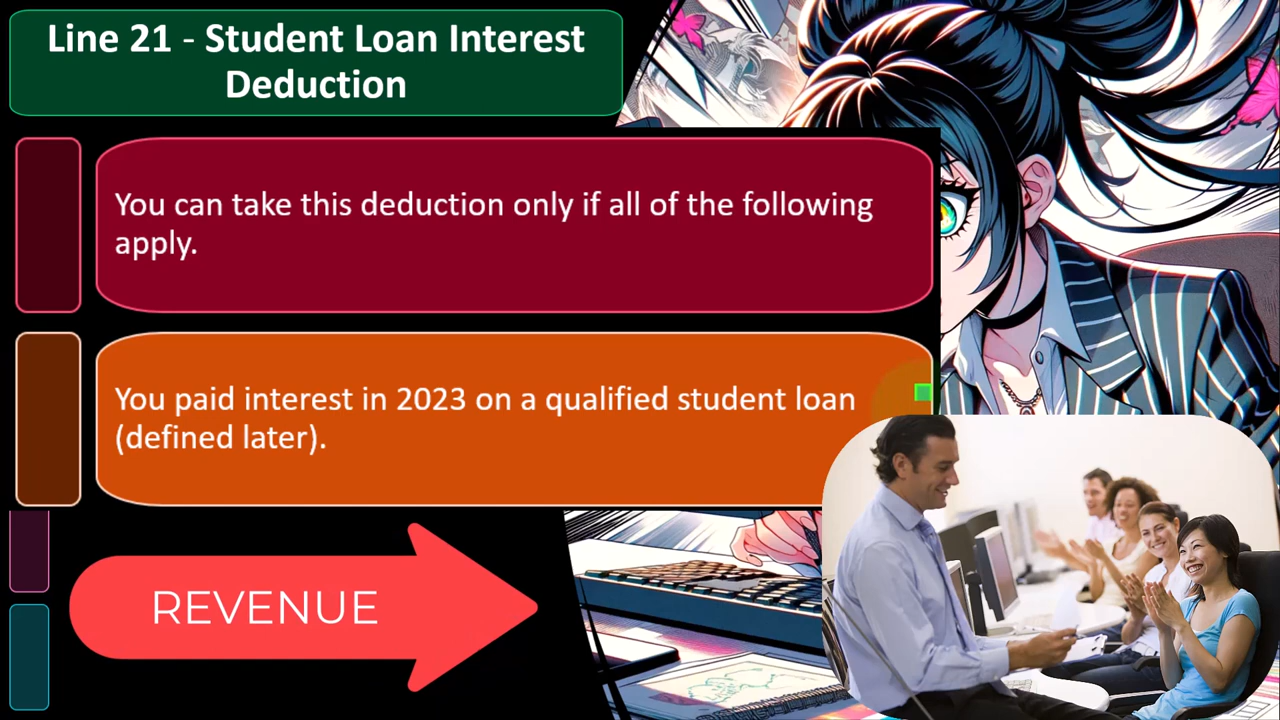 Line 21 - Student Loan Interest
Deduction
You can take this deduction only if all of the following
apply.
You paid interest in 2023 on a qualified student loan
(defined later).
REVENUE